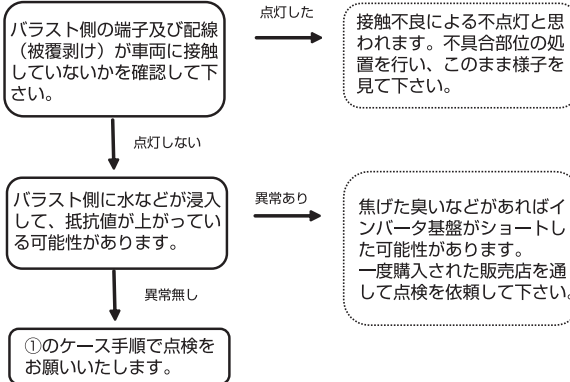 バラスト側の端子及び配線
（被覆剥け）が車両に接触
していないかを確認して下
さい。
点灯した
接触不良による不点灯と思
われます。不具合部位の処
置を行い、このまま様子を
見て下さい。
点灯しない
バラスト側に水などが浸入
して、抵抗値が上がってい
る可能性があります。
異常あり
焦げた臭いなどがあればイ
ンバータ基盤がショートし
た可能性があります。
一度購入された販売店を通
して点検を依頼して下さい。
異常無し
①のケース手順で点検を
お願いいたします。